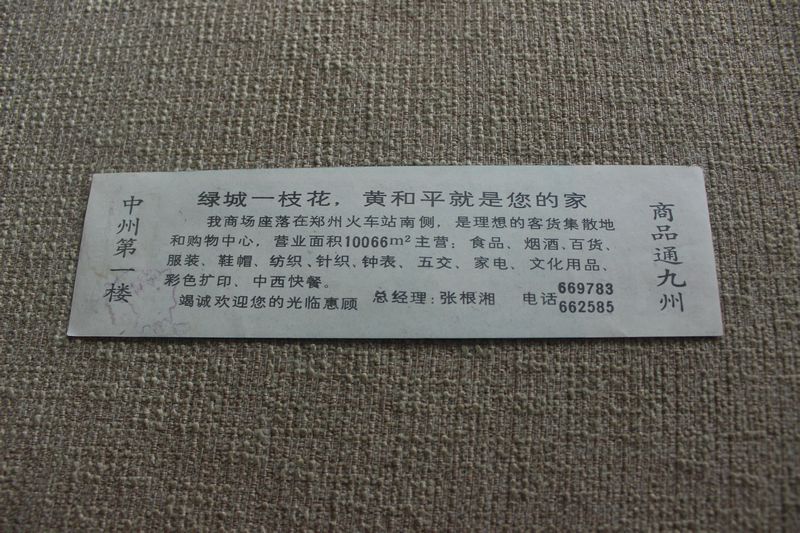 中州第一楼
绿城一枝花，黄和平就是您的家
我商场座落在郑州火车站南侧，是理想的客货集散地
和购物中心，营业面积10066m²主营：食品、烟酒、百货、
服装、鞋帽、纺织、针织、钟表、五交、家电、文化用品、
彩色扩印、中西快餐。
竭诚欢迎您的光临惠顾 总经理：张根湘 电话 669783
662585
商品通九州